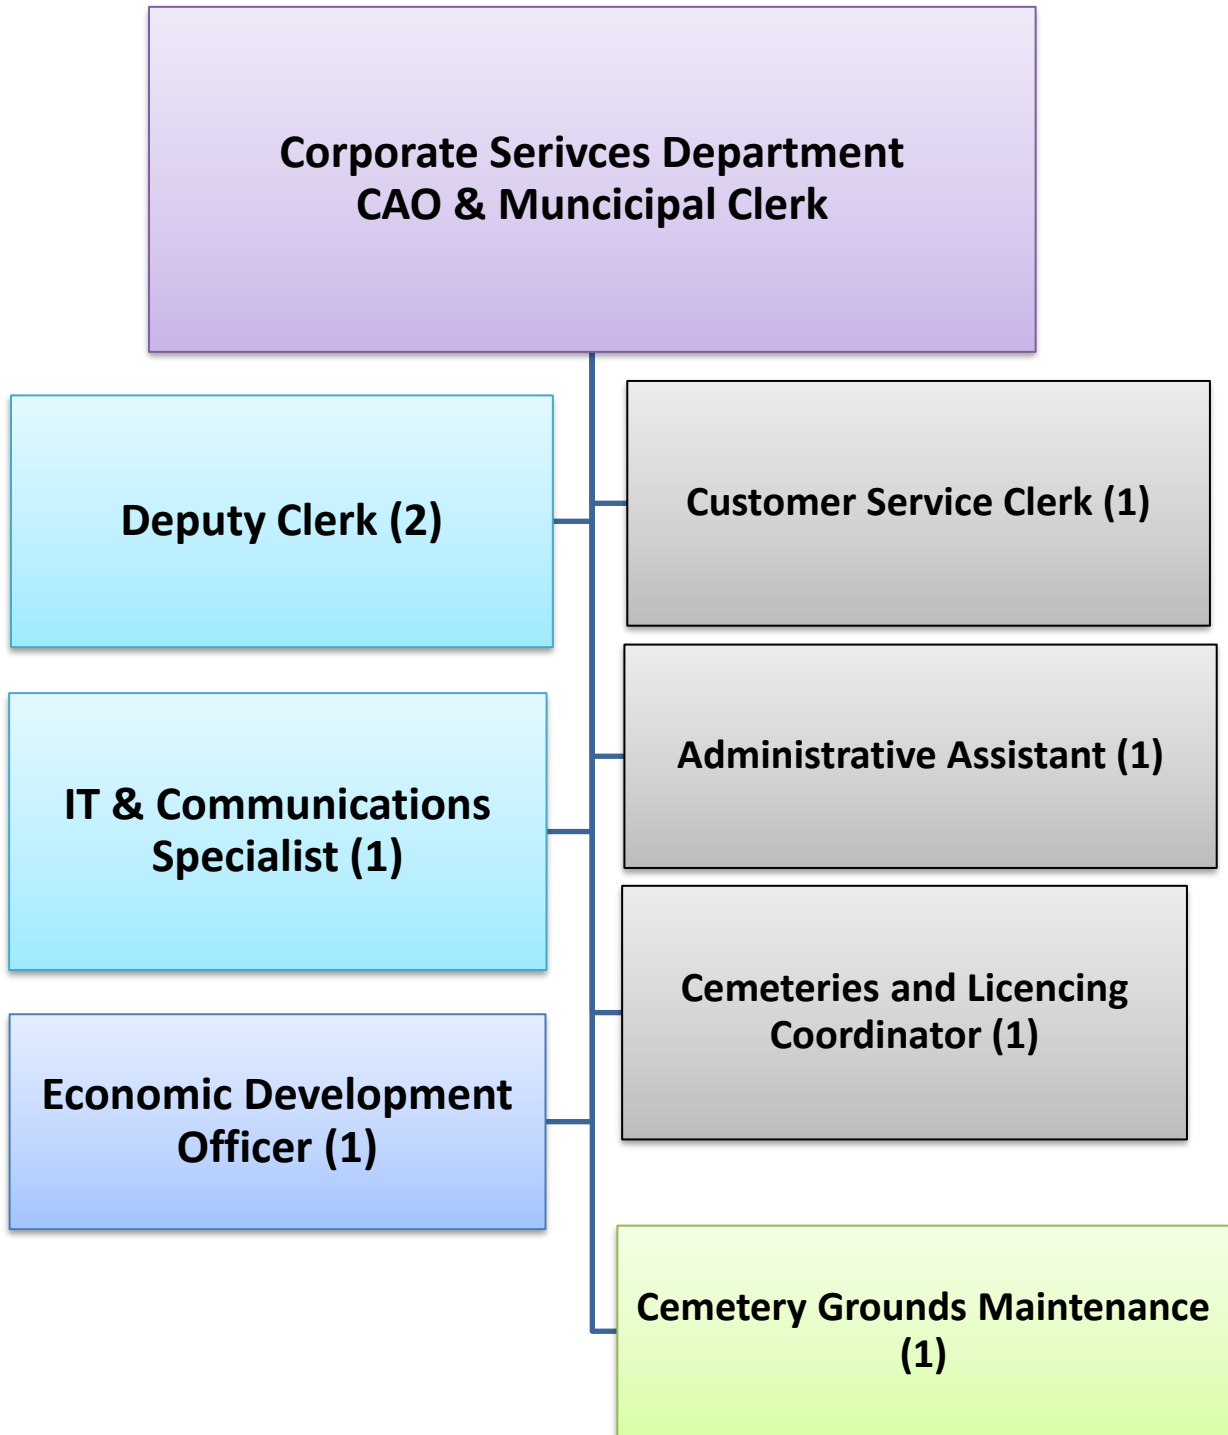 Corporate Serivces Department
CAO & Muncicipal Clerk
Deputy Clerk (2)
Customer Service Clerk (1)
IT & Communications
Specialist (1)
Administrative Assistant (1)
Economic Development
Officer (1)
Cemeteries and Licencing
Coordinator (1)
Cemetery Grounds Maintenance
(1)